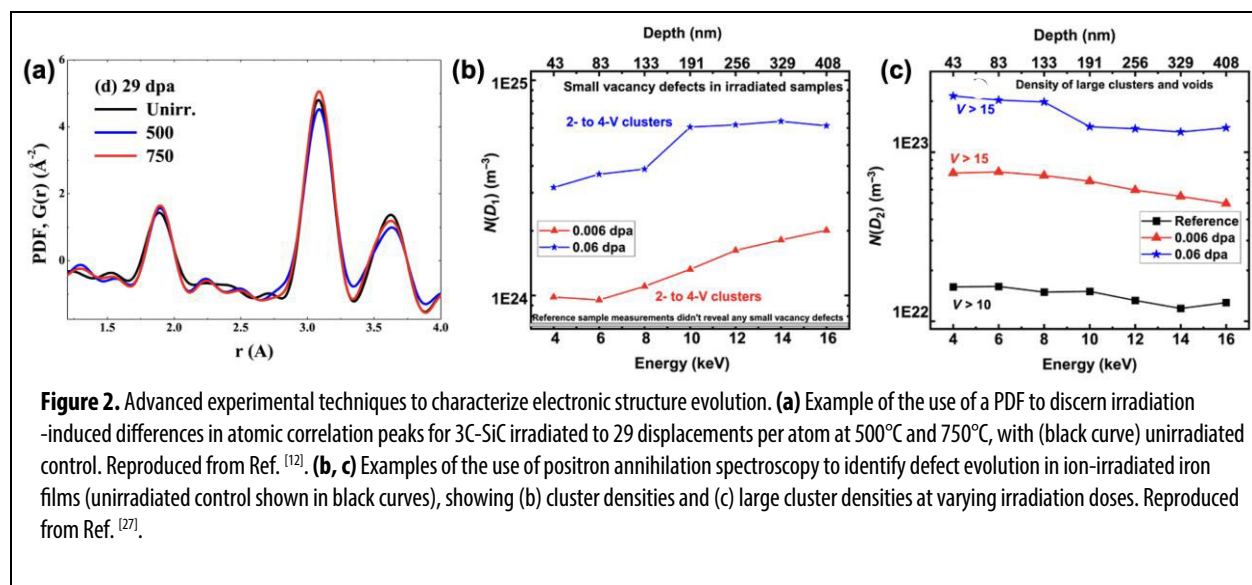 (a)
(d) 29 dpa
Unirr.
500
750
PDF, G(r) (Å⁻²)
6
4
2
0
1.5 2.0 2.5 3.0 3.5 4.0
r (A)
(b)
Depth (nm)
43 83 133 191 256 329 408
1E25
Small vacancy defects in irradiated samples
2- to 4-V clusters
N(D₁) (m⁻³)
0.006 dpa
0.06 dpa
2- to 4-V clusters
1E24
Reference sample measurements didn't reveal any small vacancy defects
4 6 8 10 12 14 16
Energy (keV)
(c)
Depth (nm)
43 83 133 191 256 329 408
Density of large clusters and voids
V > 15
1E23
V > 15
N(D₂) (m⁻³)
Reference
0.006 dpa
0.06 dpa
V > 10
1E22
4 6 8 10 12 14 16
Energy (keV)
Figure 2. Advanced experimental techniques to characterize electronic structure evolution. (a) Example of the use of a PDF to discern irradiation
-induced differences in atomic correlation peaks for 3C-SiC irradiated to 29 displacements per atom at 500°C and 750°C, with (black curve) unirradiated
control. Reproduced from Ref. [12]. (b, c) Examples of the use of positron annihilation spectroscopy to identify defect evolution in ion-irradiated iron
films (unirradiated control shown in black curves), showing (b) cluster densities and (c) large cluster densities at varying irradiation doses. Reproduced
from Ref. [27].